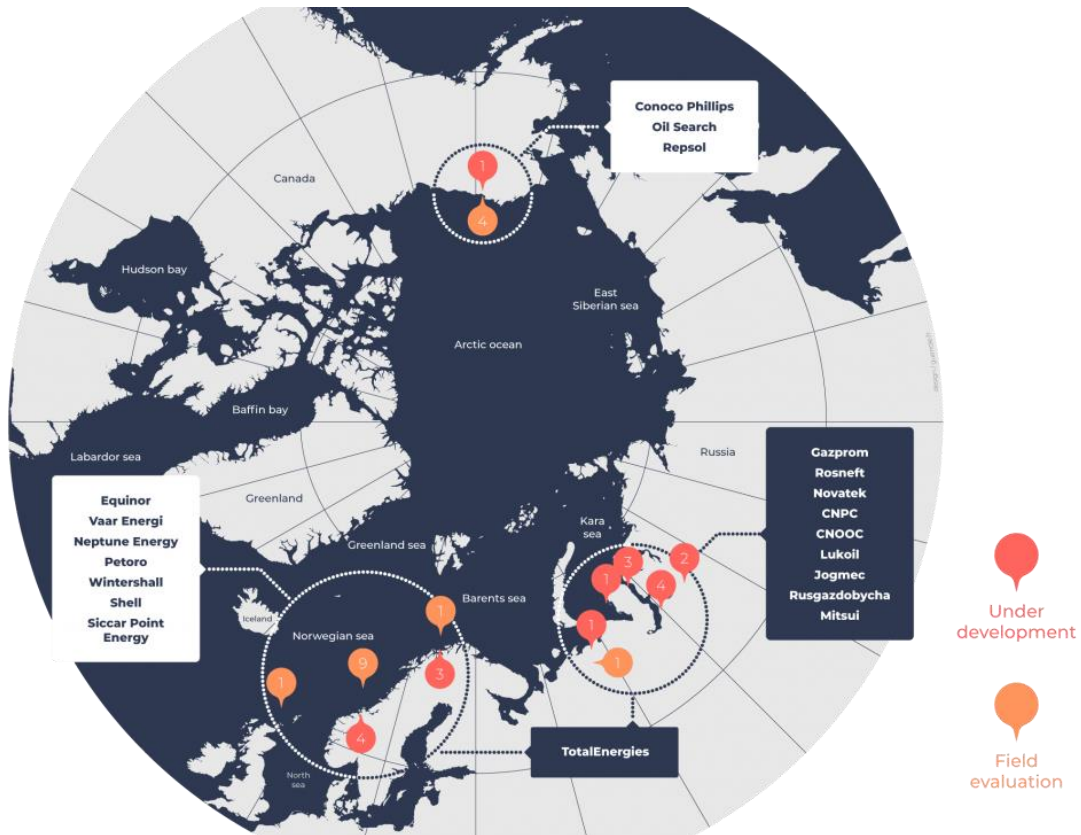 Conoco Phillips
Oil Search
Repsol
1
4
Canada
Hudson bay
East
Siberian sea
Arctic ocean
Baffin bay
Labardor sea
Greenland
Russia
Equinor
Vaar Energi
Neptune Energy
Petoro
Wintershall
Shell
Siccar Point
Energy
Gazprom
Rosneft
Novatek
CNPC
CNOOC
Lukoil
Jogmec
Rusgazdobycha
Mitsui
Kara
sea
Greenland sea
Barents sea
Iceland
Norwegian sea
3
2
1
4
1
1
1
9
3
1
4
TotalEnergies
North
sea
Under
development
Field
evaluation